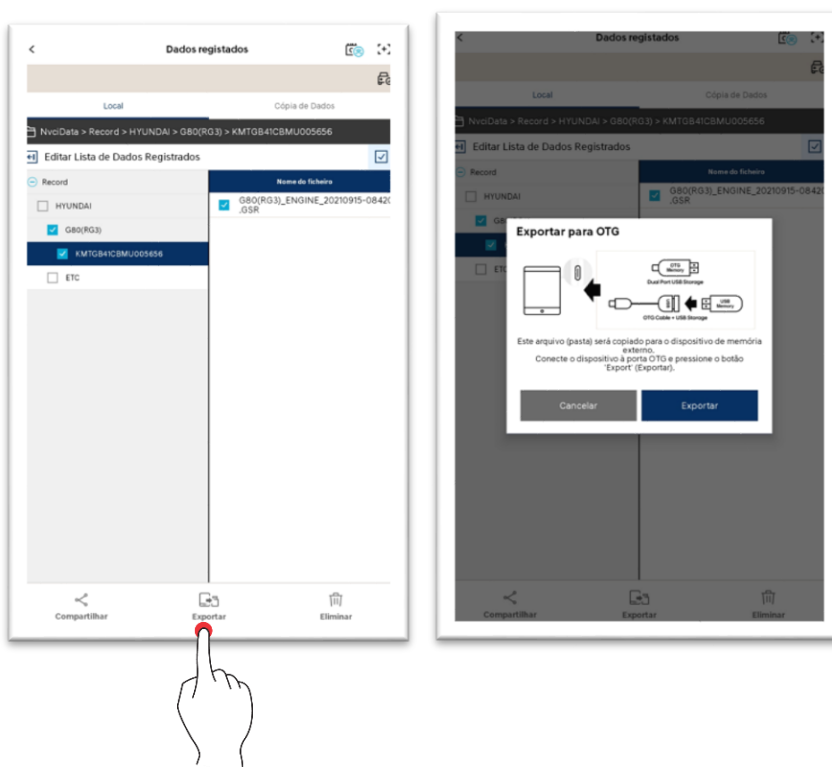 Dados registados
Local
Cópia de Dados
NvciData > Record > HYUNDAI > G80(RG3) > KMTGB41CBMU005656
Editar Lista de Dados Registrados
Record
Nome do ficheiro
HYUNDAI
G80(RG3)_ENGINE_20210915-0842
.GSR
G80(RG3)
KMTGB41CBMU005656
ETC
Compartilhar
Exportar
Eliminar
Dados registados
Local
Cópia de Dados
NvciData > Record > HYUNDAI > G80(RG3) > KMTGB41CBMU005656
Editar Lista de Dados Registrados
Record
Nome do ficheiro
HYUNDAI
G80(RG3)_ENGINE_20210915-0842
.GSR
G8
ETC
Exportar para OTG
OTG
Memory
Dual Port USB Storage
USB
Memory
OTG Cable + USB Storage
Este arquivo (pasta) será copiado para o dispositivo de memória
externo.
Conecte o dispositivo à porta OTG e pressione o botão
'Export' (Exportar).
Cancelar
Exportar
Compartilhar
Exportar
Eliminar